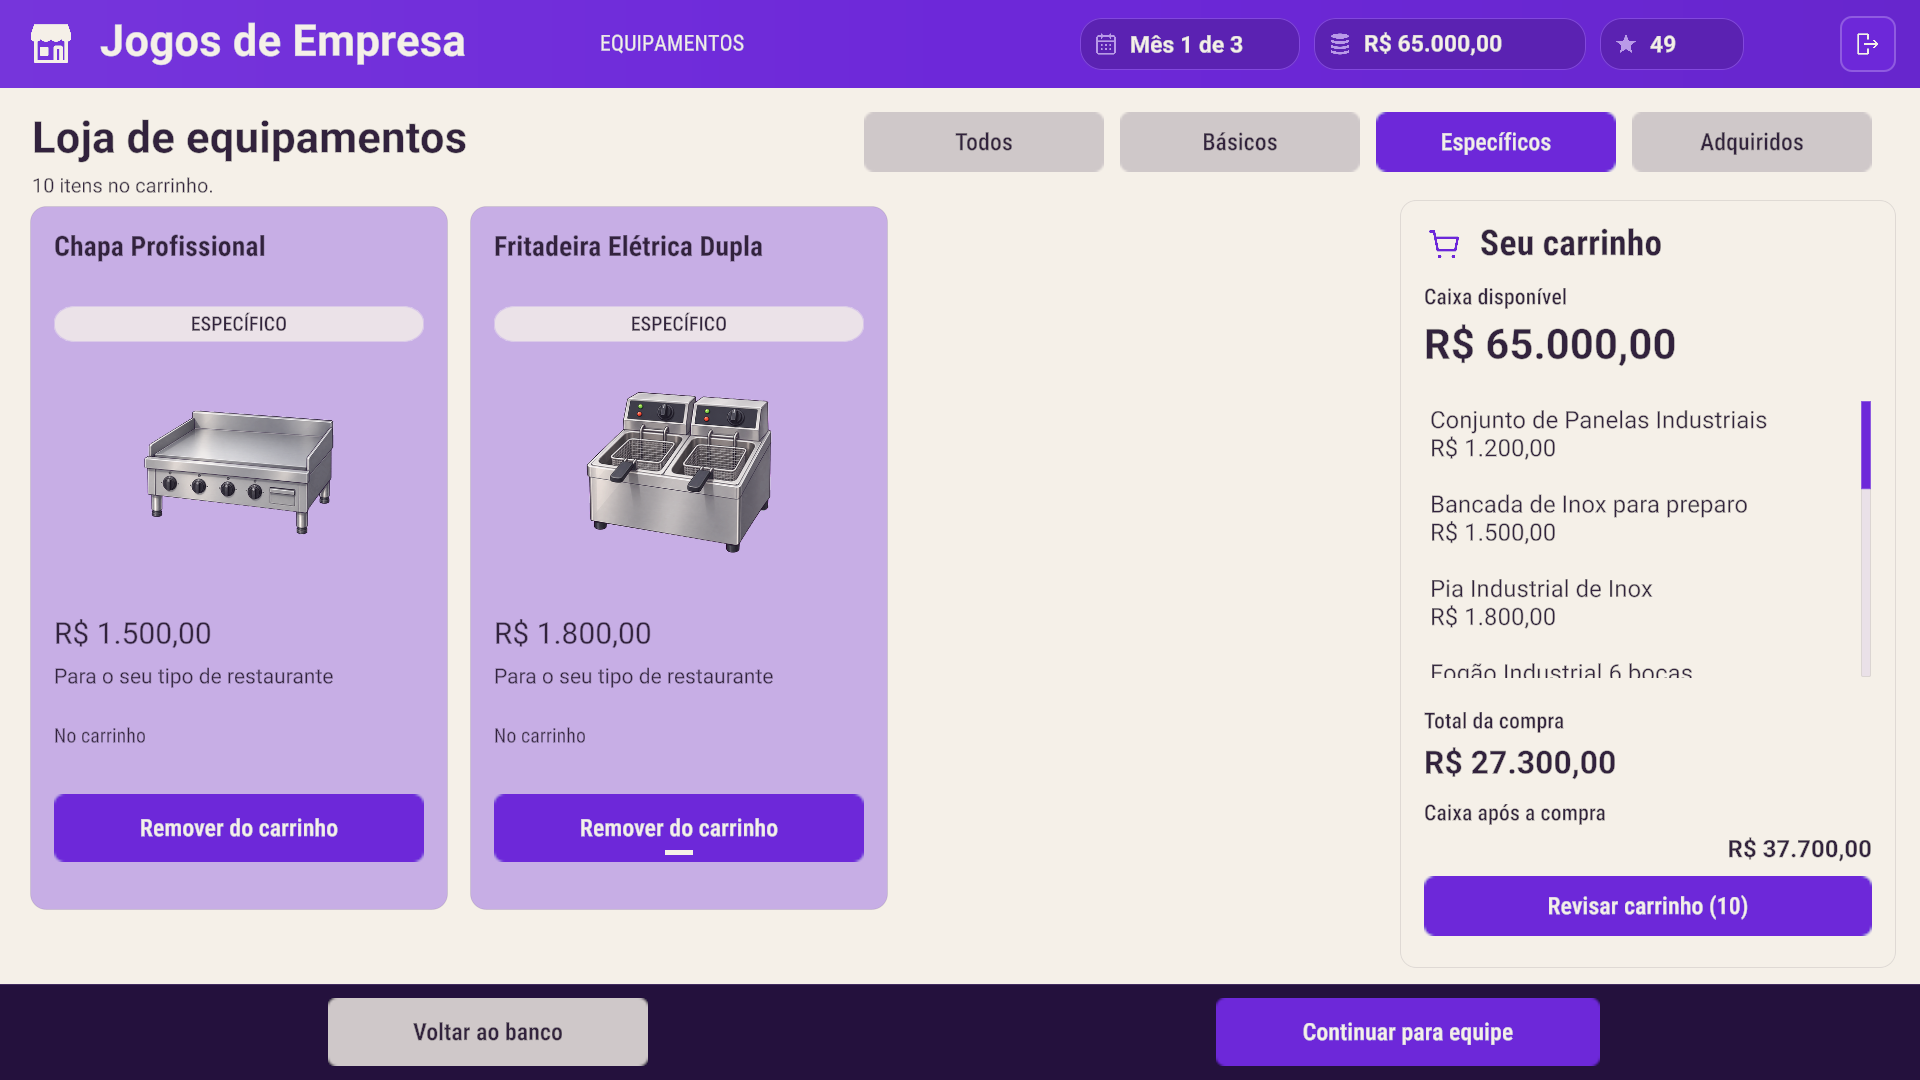 Jogos de Empresa
EQUIPAMENTOS
Mês 1 de 3
R$ 65.000,00
49
Loja de equipamentos
10 itens no carrinho.
Todos
Básicos
Específicos
Adquiridos
Chapa Profissional
ESPECÍFICO
R$ 1.500,00
Para o seu tipo de restaurante
No carrinho
Remover do carrinho
Fritadeira Elétrica Dupla
ESPECÍFICO
R$ 1.800,00
Para o seu tipo de restaurante
No carrinho
Remover do carrinho
Seu carrinho
Caixa disponível
R$ 65.000,00
Conjunto de Panelas Industriais
R$ 1.200,00
Bancada de Inox para preparo
R$ 1.500,00
Pia Industrial de Inox
R$ 1.800,00
Fogão Industrial 6 bocas
Total da compra
R$ 27.300,00
Caixa após a compra
R$ 37.700,00
Revisar carrinho (10)
Voltar ao banco
Continuar para equipe